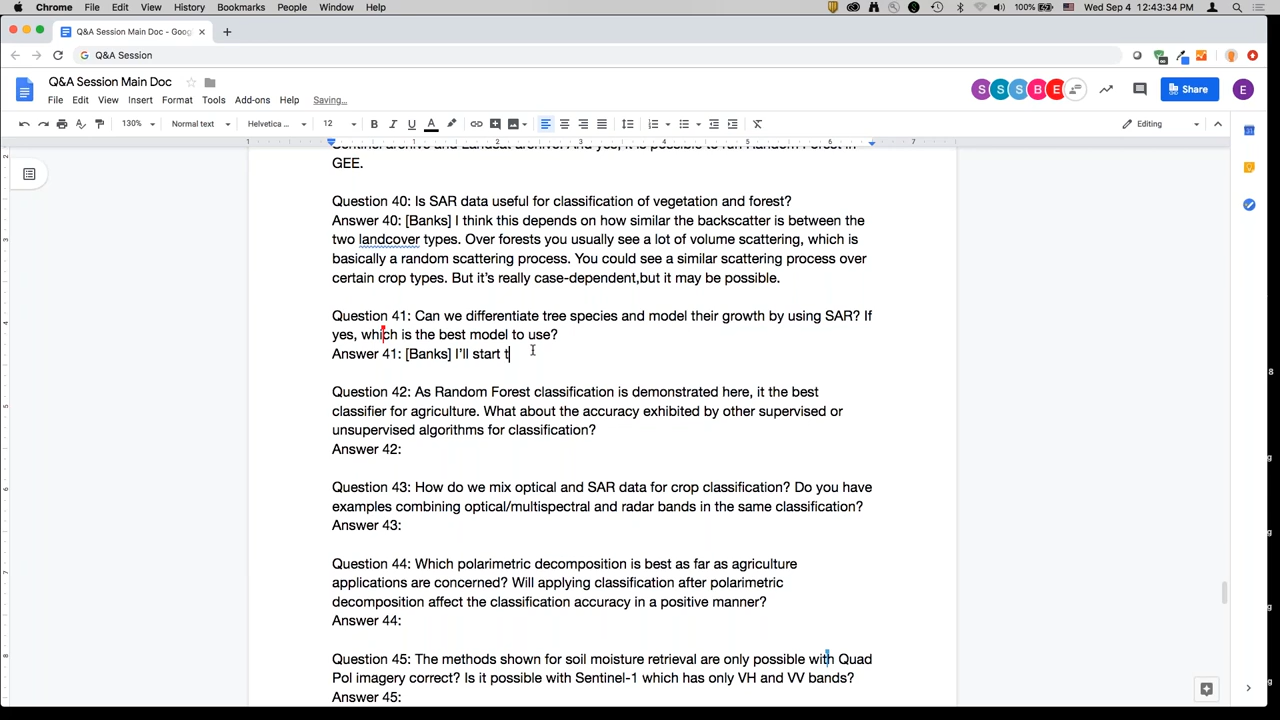 Chrome File Edit View History Bookmarks People Window Help 100% Wed Sep 4 12:43:34 PM
Q&A Session Main Doc - Goog
Q&A Session
Q&A Session Main Doc
File Edit View Insert Format Tools Add-ons Help Saving...
S S S B E Share E
130% Normal text Helvetica ... 12 B I U A Editing
1 1 2 3 4 5 6 7
GEE.
Question 40: Is SAR data useful for classification of vegetation and forest?
Answer 40: [Banks] I think this depends on how similar the backscatter is between the
two landcover types. Over forests you usually see a lot of volume scattering, which is
basically a random scattering process. You could see a similar scattering process over
certain crop types. But it's really case-dependent,but it may be possible.
Question 41: Can we differentiate tree species and model their growth by using SAR? If
yes, which is the best model to use?
Answer 41: [Banks] I'll start t
Question 42: As Random Forest classification is demonstrated here, it the best
classifier for agriculture. What about the accuracy exhibited by other supervised or
unsupervised algorithms for classification?
Answer 42:
Question 43: How do we mix optical and SAR data for crop classification? Do you have
examples combining optical/multispectral and radar bands in the same classification?
Answer 43:
Question 44: Which polarimetric decomposition is best as far as agriculture
applications are concerned? Will applying classification after polarimetric
decomposition affect the classification accuracy in a positive manner?
Answer 44:
Question 45: The methods shown for soil moisture retrieval are only possible with Quad
Pol imagery correct? Is it possible with Sentinel-1 which has only VH and VV bands?
Answer 45: